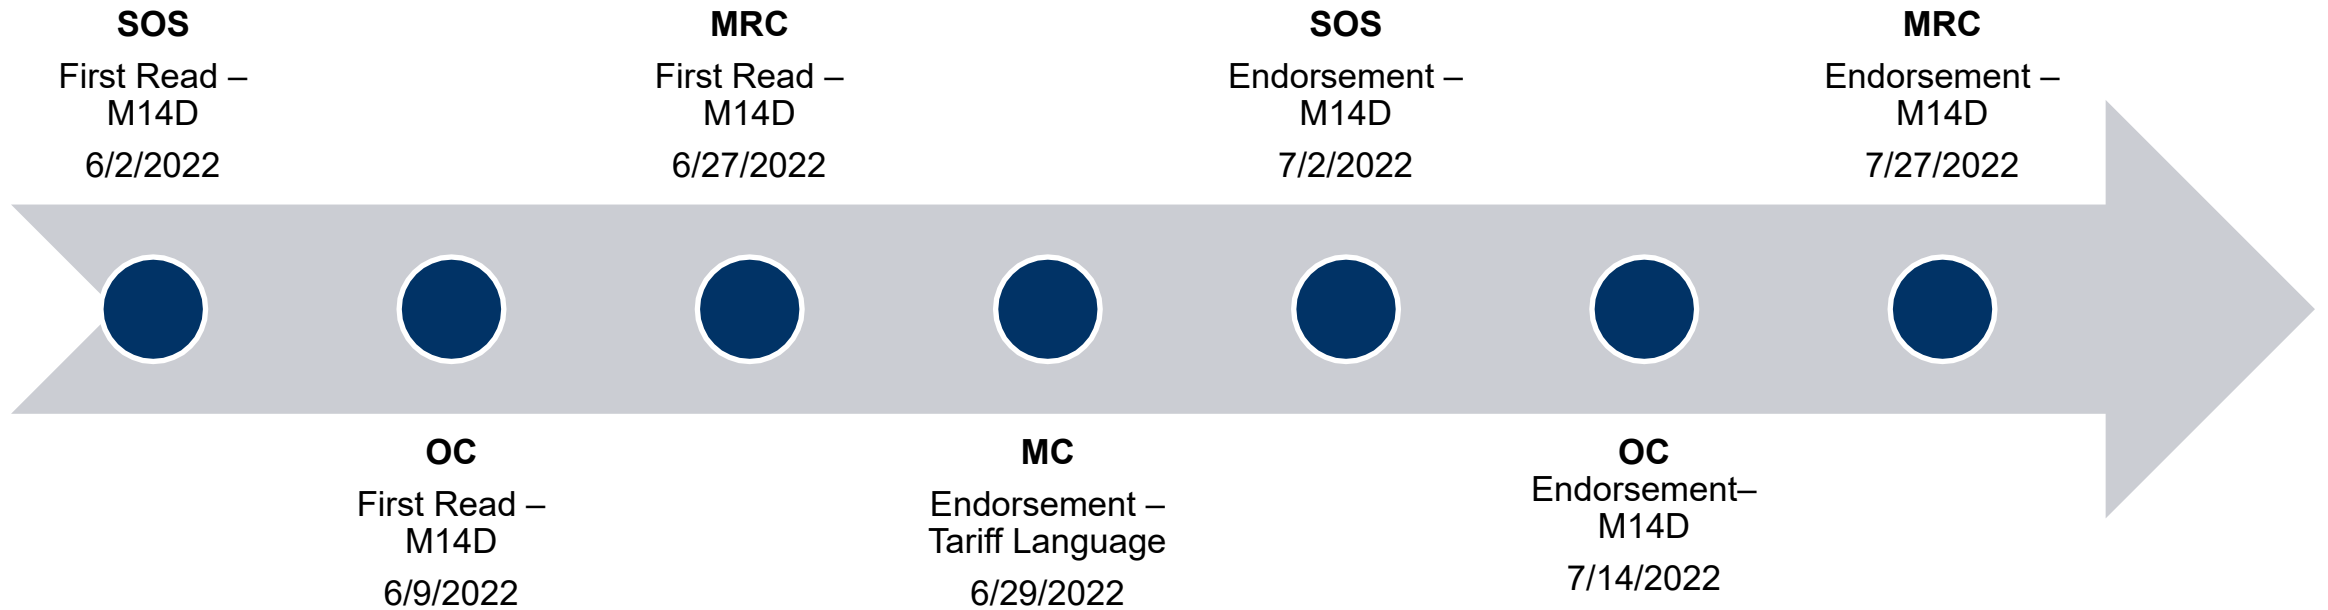 SOS
First Read –
M14D
6/2/2022
OC
First Read –
M14D
6/9/2022
MRC
First Read –
M14D
6/27/2022
MC
Endorsement –
Tariff Language
6/29/2022
SOS
Endorsement –
M14D
7/2/2022
OC
Endorsement–
M14D
7/14/2022
MRC
Endorsement –
M14D
7/27/2022